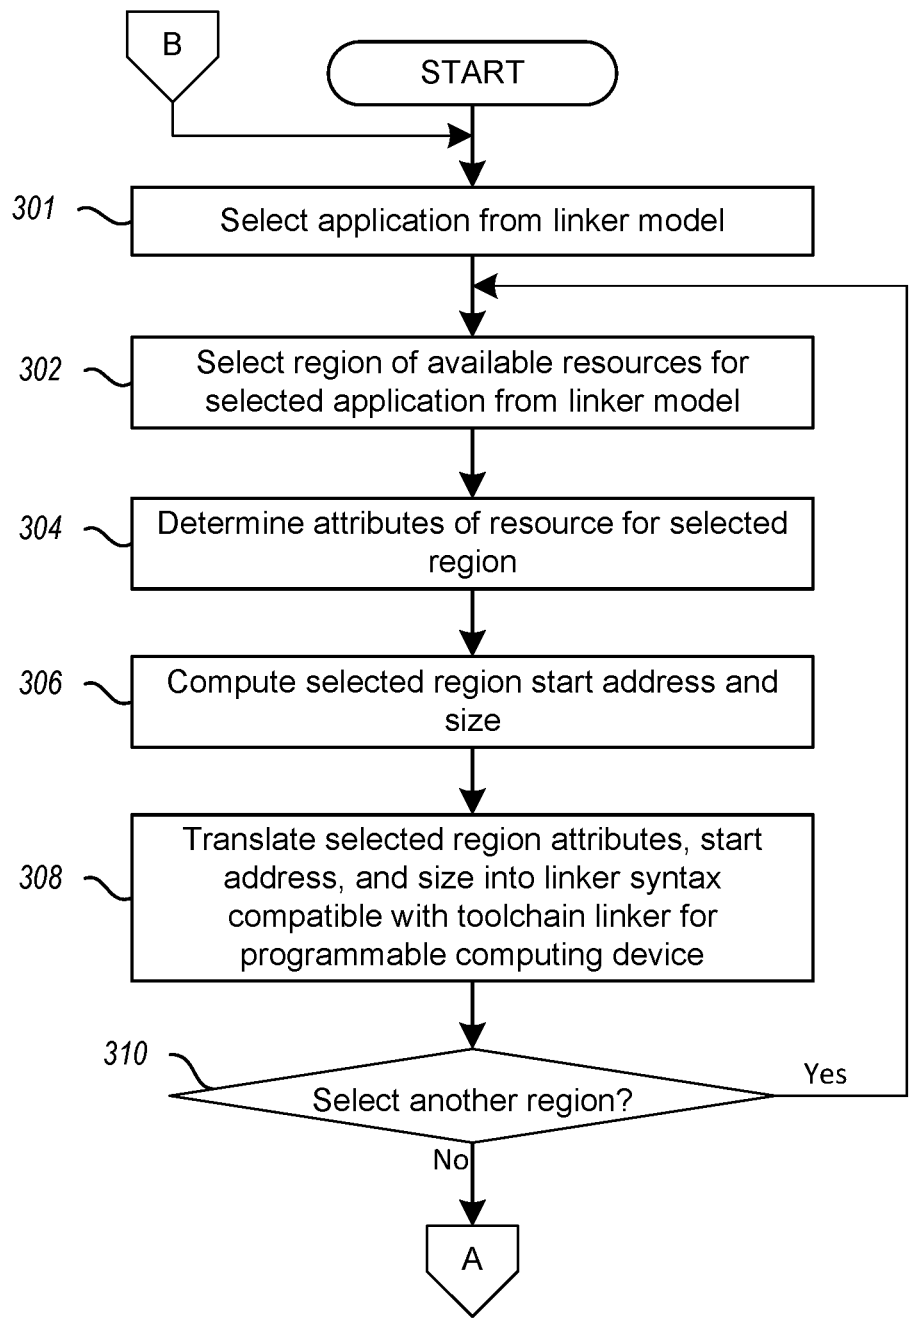 B
START
301
Select application from linker model
302
Select region of available resources for
selected application from linker model
304
Determine attributes of resource for selected
region
306
Compute selected region start address and
size
308
Translate selected region attributes, start
address, and size into linker syntax
compatible with toolchain linker for
programmable computing device
310
Select another region?
Yes
No
A